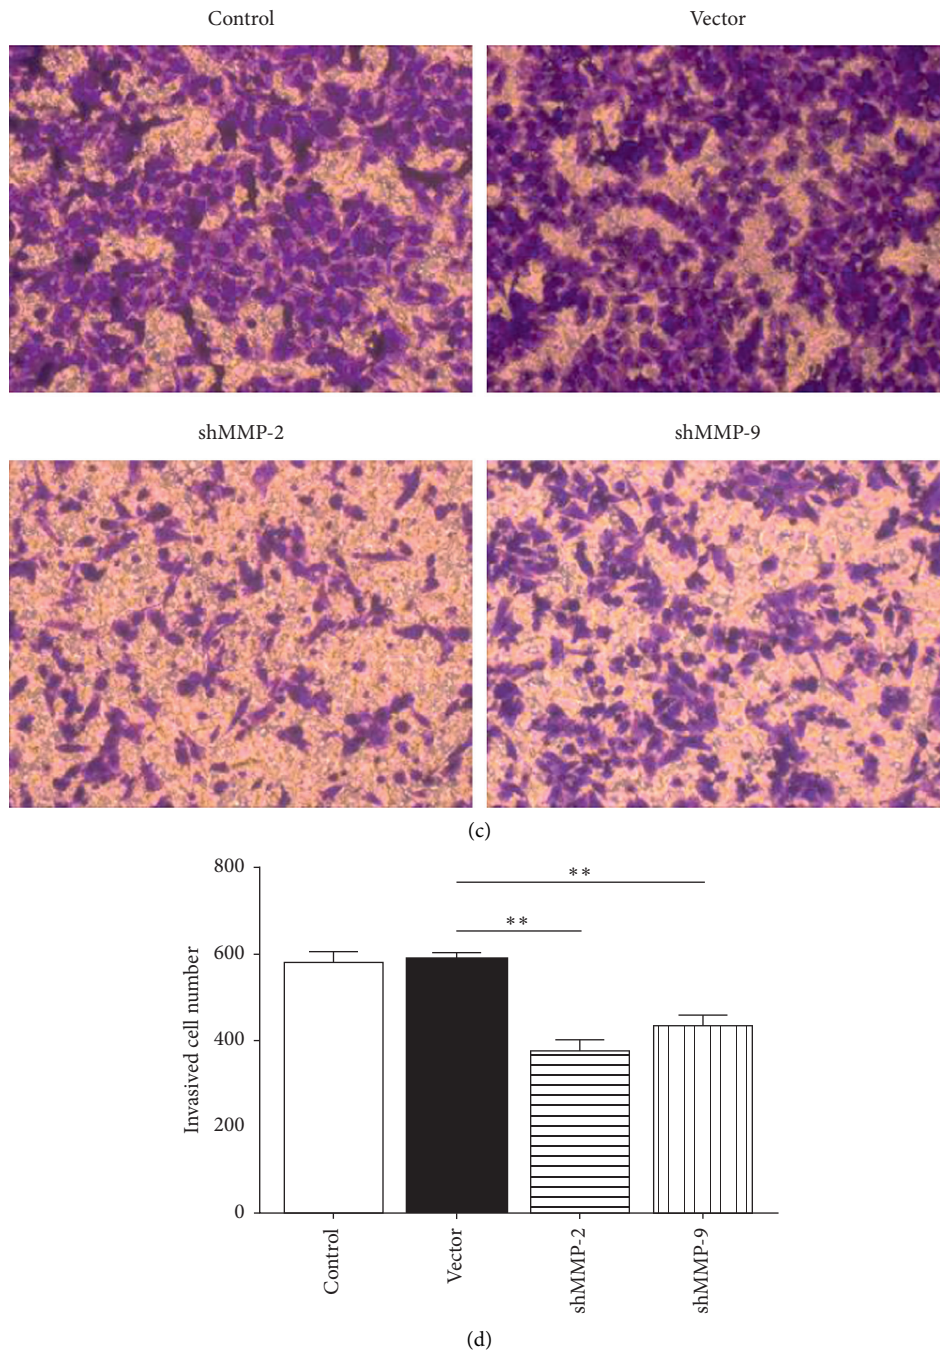 Control
Vector
shMMP-2
shMMP-9
(c)
800
600
400
200
0
Invasived cell number
**
**
Control
Vector
shMMP-2
shMMP-9
(d)